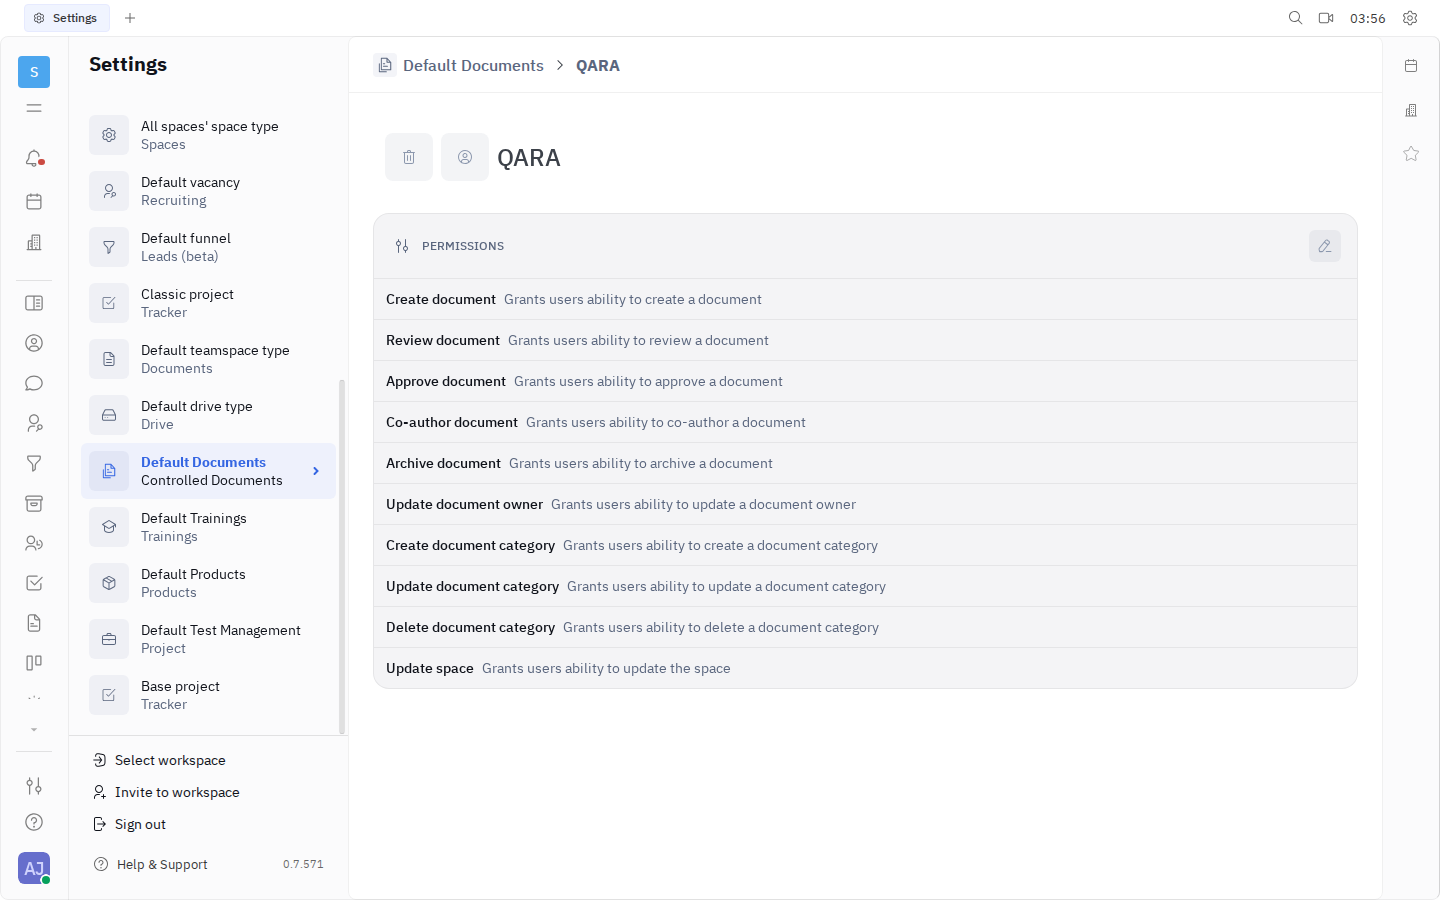 Settings
03:56
S
Settings
All spaces' space type
Spaces
Default vacancy
Recruiting
Default funnel
Leads (beta)
Classic project
Tracker
Default teamspace type
Documents
Default drive type
Drive
Default Documents
Controlled Documents
Default Trainings
Trainings
Default Products
Products
Default Test Management
Project
Base project
Tracker
Select workspace
Invite to workspace
Sign out
Help & Support 0.7.571
AJ
Default Documents > QARA
QARA
PERMISSIONS
Create document Grants users ability to create a document
Review document Grants users ability to review a document
Approve document Grants users ability to approve a document
Co-author document Grants users ability to co-author a document
Archive document Grants users ability to archive a document
Update document owner Grants users ability to update a document owner
Create document category Grants users ability to create a document category
Update document category Grants users ability to update a document category
Delete document category Grants users ability to delete a document category
Update space Grants users ability to update the space